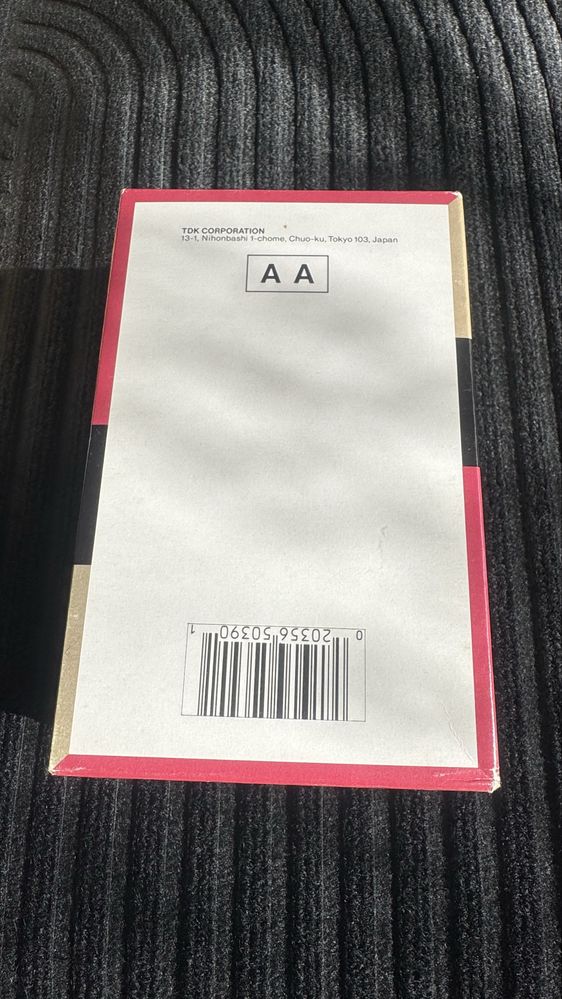 TDK CORPORATION
13-1, Nihonbashi 1-chome, Chuo-ku, Tokyo 103, Japan
A A
0 20356 50390 1